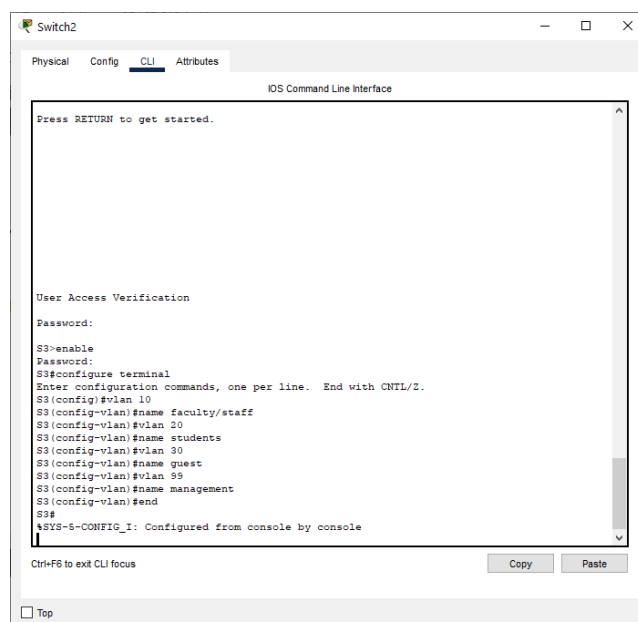 Switch2
Physical Config CLI Attributes
IOS Command Line Interface
Press RETURN to get started.
User Access Verification
Password:
S3>enable
Password:
S3#configure terminal
Enter configuration commands, one per line.  End with CNTL/Z.
S3(config)#vlan 10
S3(config-vlan)#name faculty/staff
S3(config-vlan)#vlan 20
S3(config-vlan)#name students
S3(config-vlan)#vlan 30
S3(config-vlan)#name guest
S3(config-vlan)#vlan 99
S3(config-vlan)#name management
S3(config-vlan)#end
S3#
%SYS-5-CONFIG_I: Configured from console by console
Ctrl+F6 to exit CLI focus
Copy Paste
Top